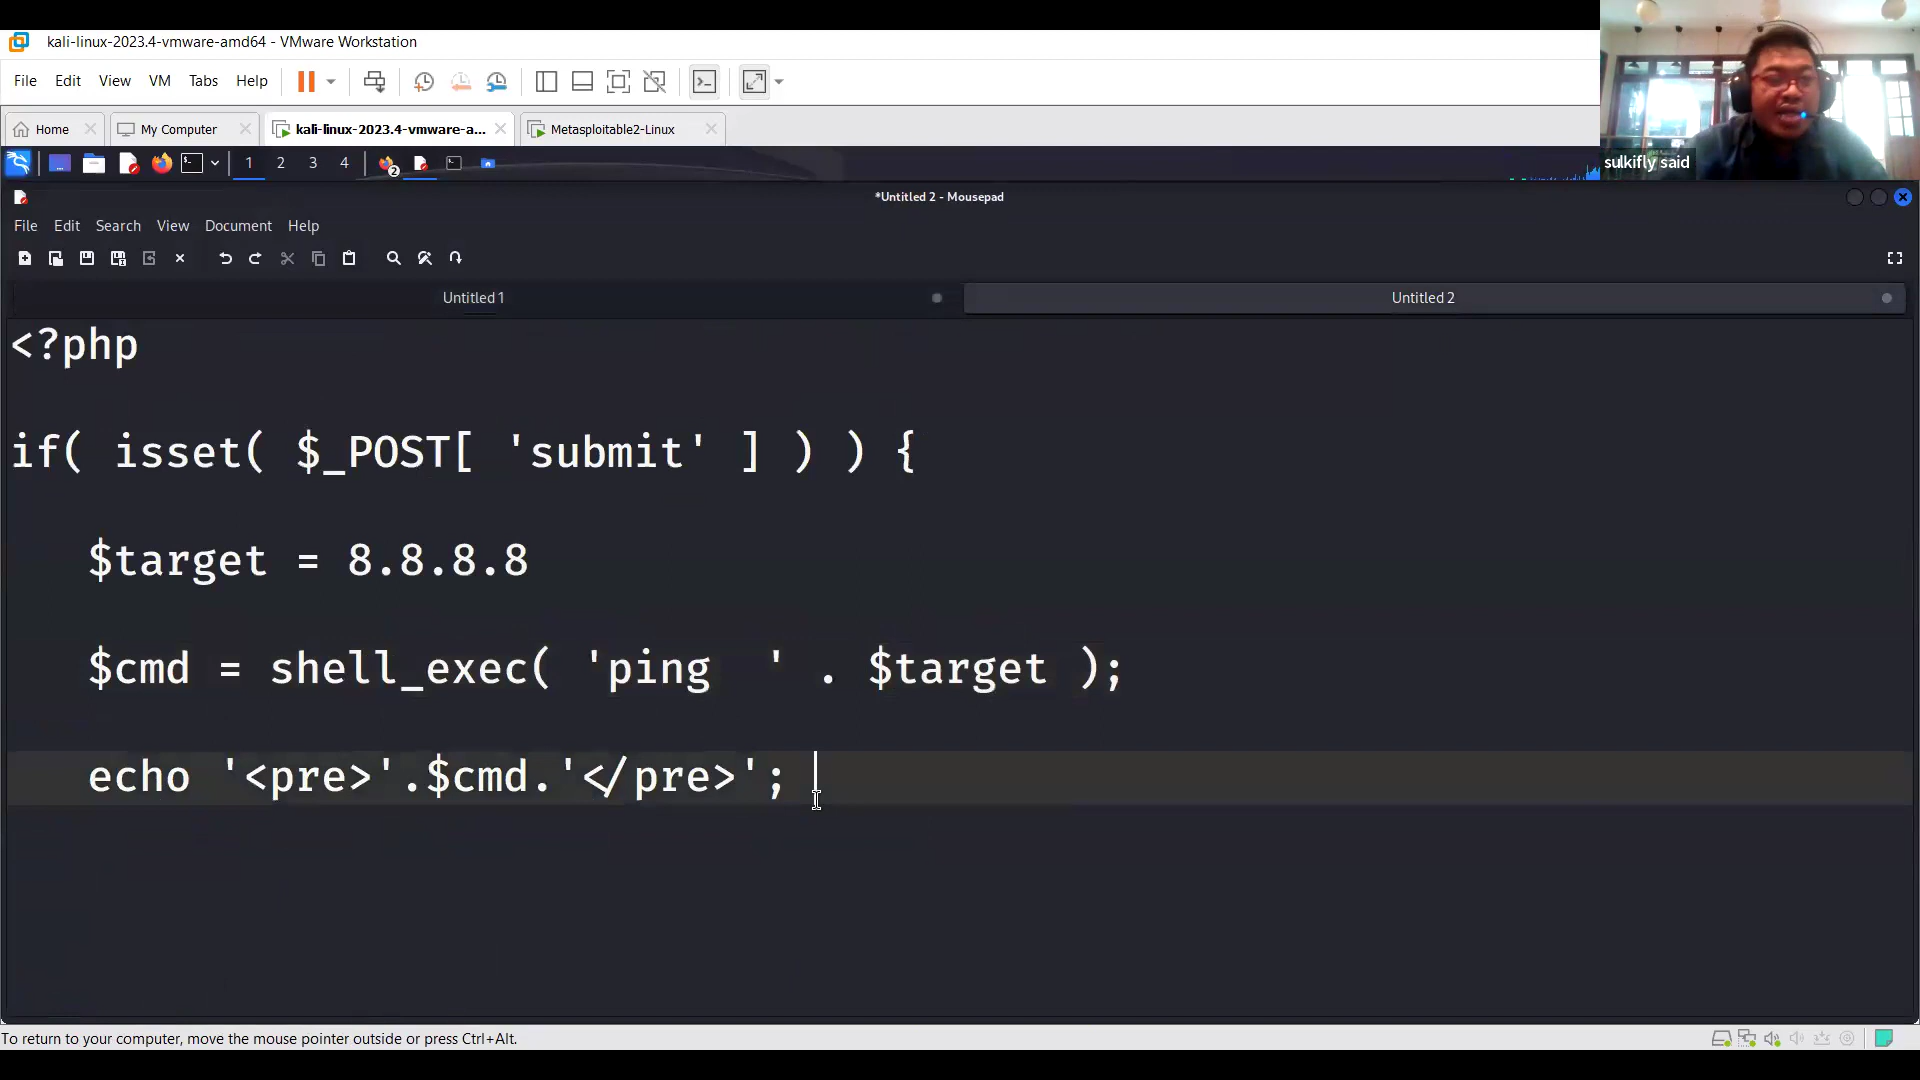 kali-linux-2023.4-vmware-amd64 - VMware Workstation
File Edit View VM Tabs Help
Home My Computer kali-linux-2023.4-vmware-a... Metasploitable2-Linux
1 2 3 4 2
sulkifly said
*Untitled 2 - Mousepad
File Edit Search View Document Help
Untitled 1 Untitled 2
<?php
if( isset( $_POST[ 'submit' ] ) ) {
$target = 8.8.8.8
$cmd = shell_exec( 'ping  ' . $target );
echo '<pre>'.$cmd.'</pre>';
To return to your computer, move the mouse pointer outside or press Ctrl+Alt.